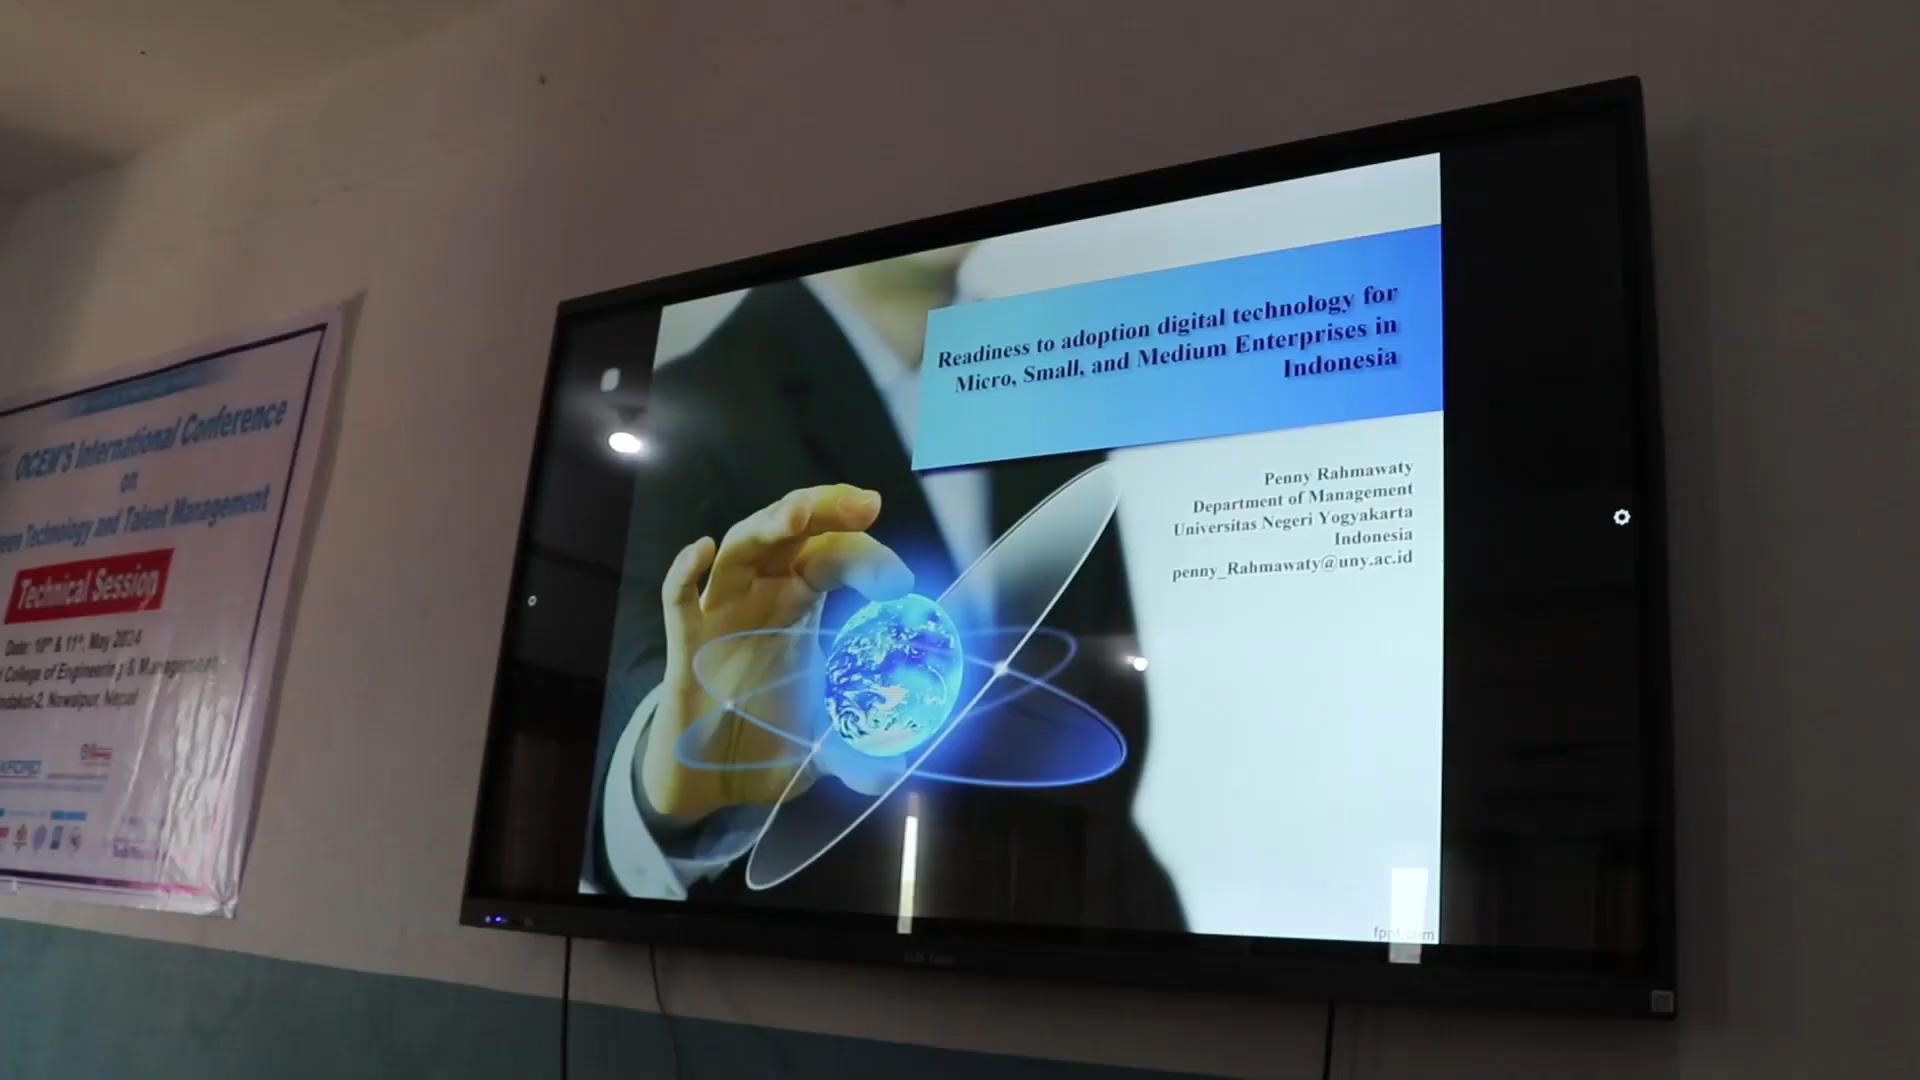 OCEM'S International Conference
on
Technology and Talent Management
Technical Session
Date: 10th & 11th, May 2024
College of Engineering & Management
Nepal
Readiness to adoption digital technology for
Micro, Small, and Medium Enterprises in
Indonesia
Penny Rahmawaty
Department of Management
Universitas Negeri Yogyakarta
Indonesia
penny_Rahmawaty@uny.ac.id
fppt.com